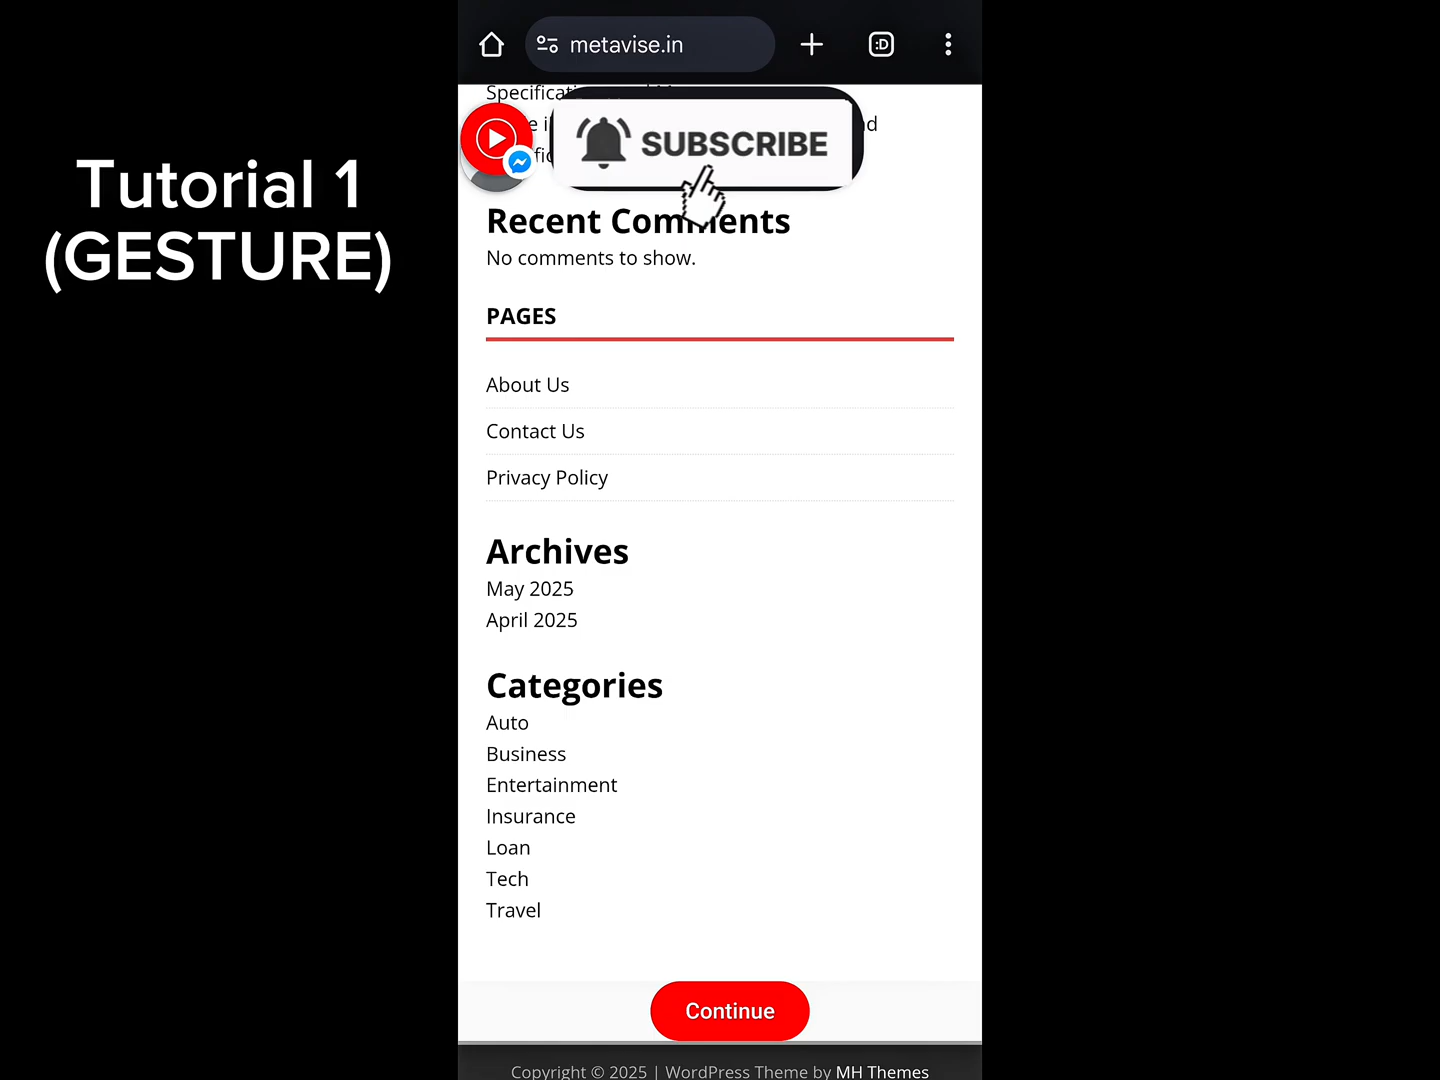 metavise.in
:D
Tutorial 1
(GESTURE)
SUBSCRIBE
Recent Comments
No comments to show.
PAGES
About Us
Contact Us
Privacy Policy
Archives
May 2025
April 2025
Categories
Auto
Business
Entertainment
Insurance
Loan
Tech
Travel
Continue
Copyright © 2025 | WordPress Theme by MH Themes